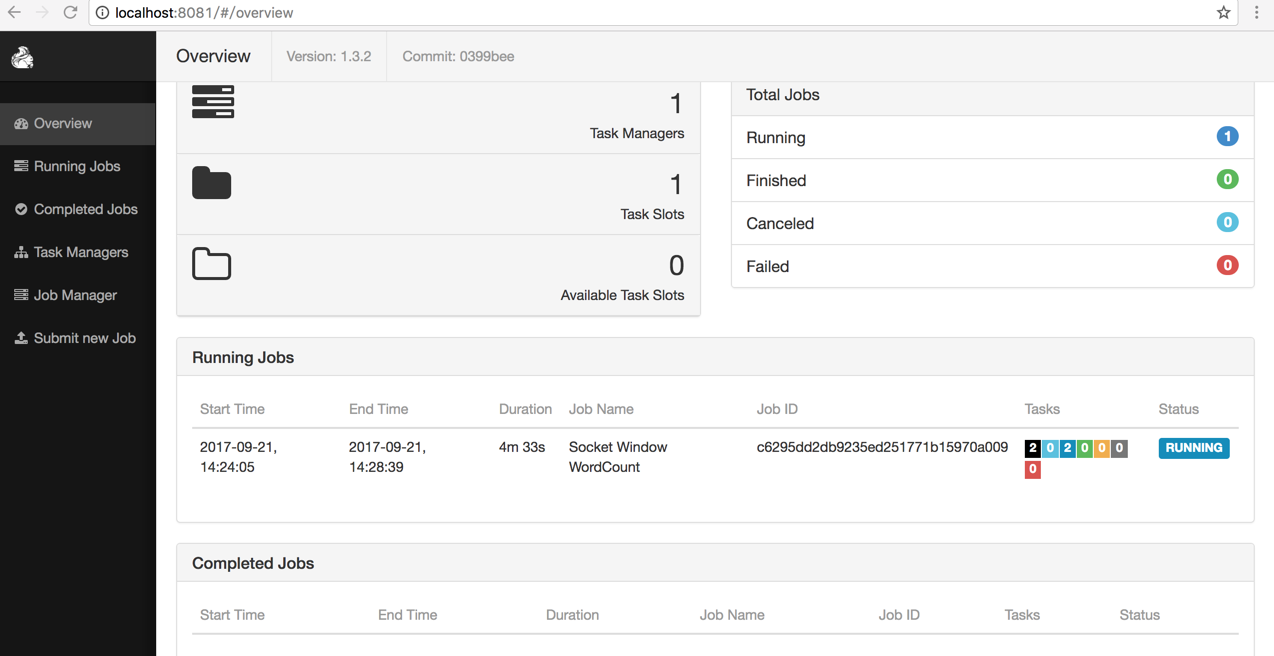 localhost:8081/#/overview
Overview
Version: 1.3.2
Commit: 0399bee
Overview
Running Jobs
Completed Jobs
Task Managers
Job Manager
Submit new Job
1
Task Managers
1
Task Slots
0
Available Task Slots
Total Jobs
Running 1
Finished 0
Canceled 0
Failed 0
Running Jobs
Start Time End Time Duration Job Name Job ID Tasks Status
2017-09-21, 2017-09-21, 4m 33s Socket Window c6295dd2db9235ed251771b15970a009 2 0 2 0 0 0 RUNNING
14:24:05 14:28:39 WordCount 0
Completed Jobs
Start Time End Time Duration Job Name Job ID Tasks Status